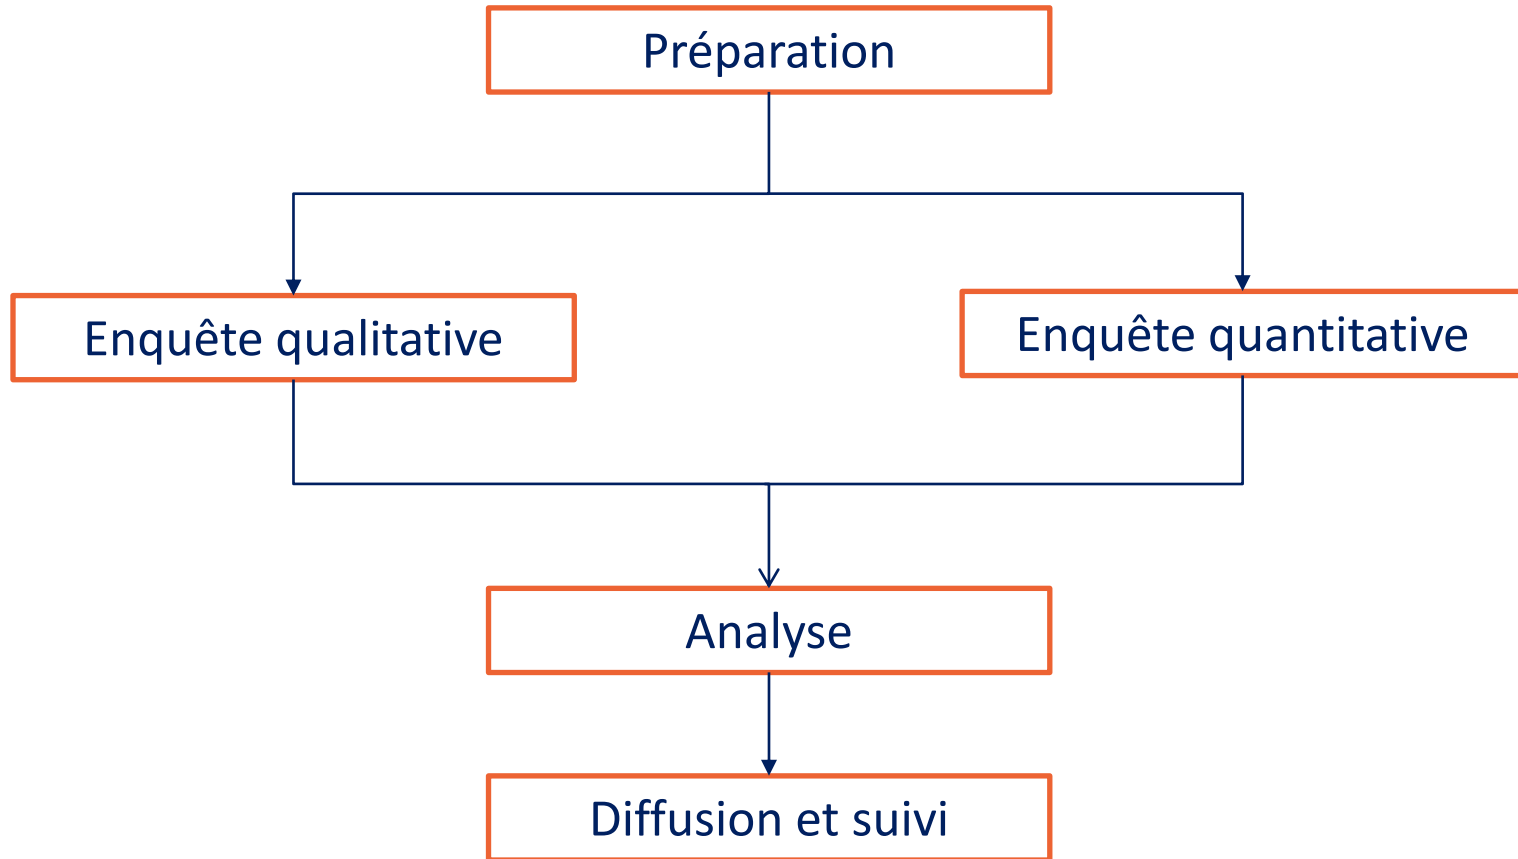 Préparation
Enquête qualitative
Enquête quantitative
Analyse
Diffusion et suivi